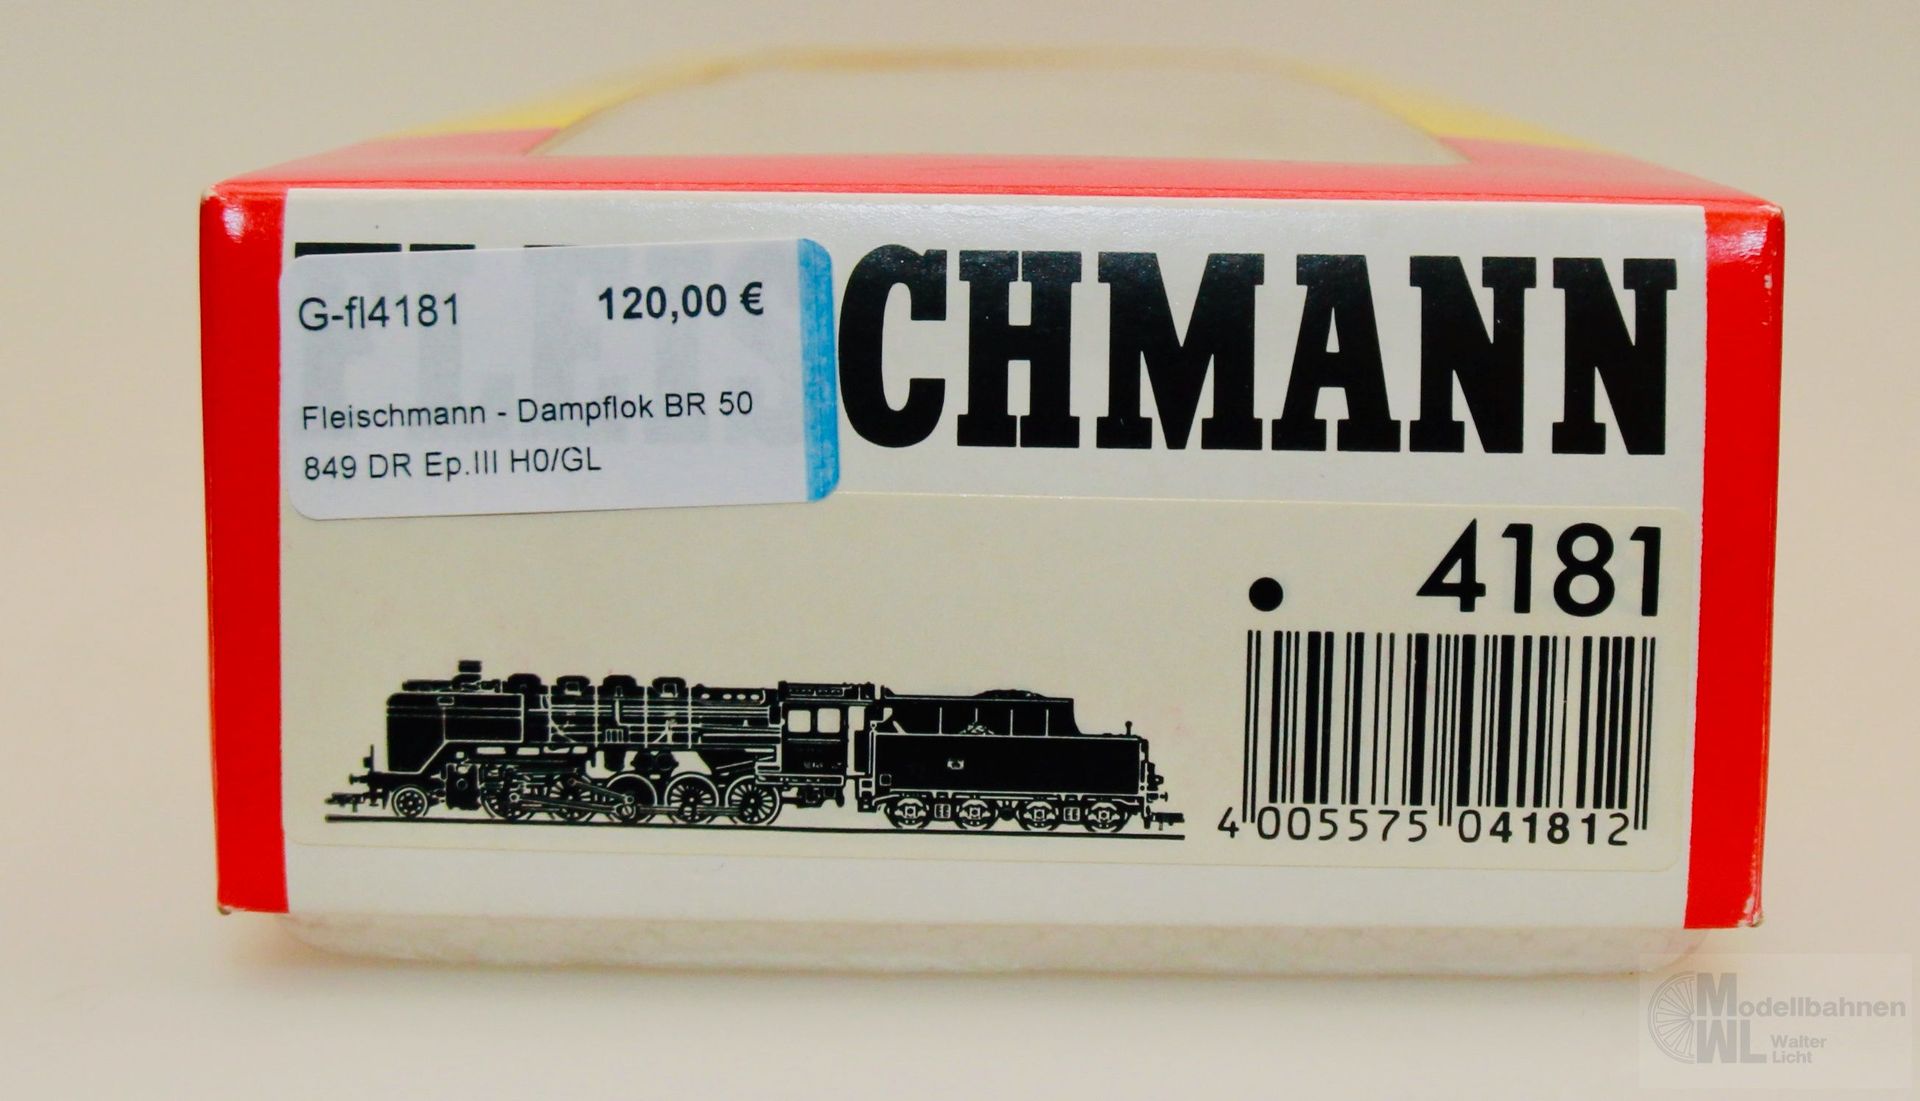 FLEISCHMANN
G-fl4181 120,00 €
Fleischmann - Dampflok BR 50
849 DR Ep.III H0/GL
4181
4 005575 041812
Modellbahnen
WL Walter
Licht